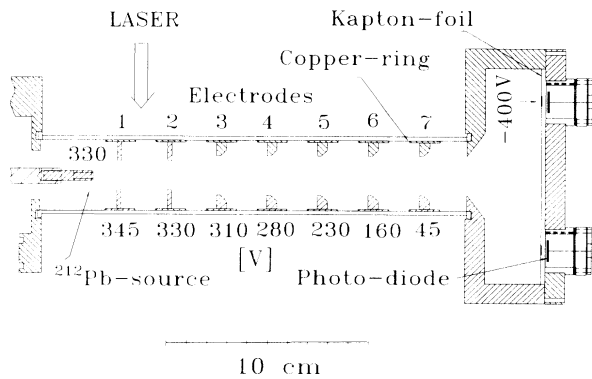 Kapton-foil
LASER
Copper-ring
Electrodes
-400V
1 2 3 4 5 6 7
330
345 330 310 280 230 160 45
[V]
212Pb-source
Photo-diode
10 cm